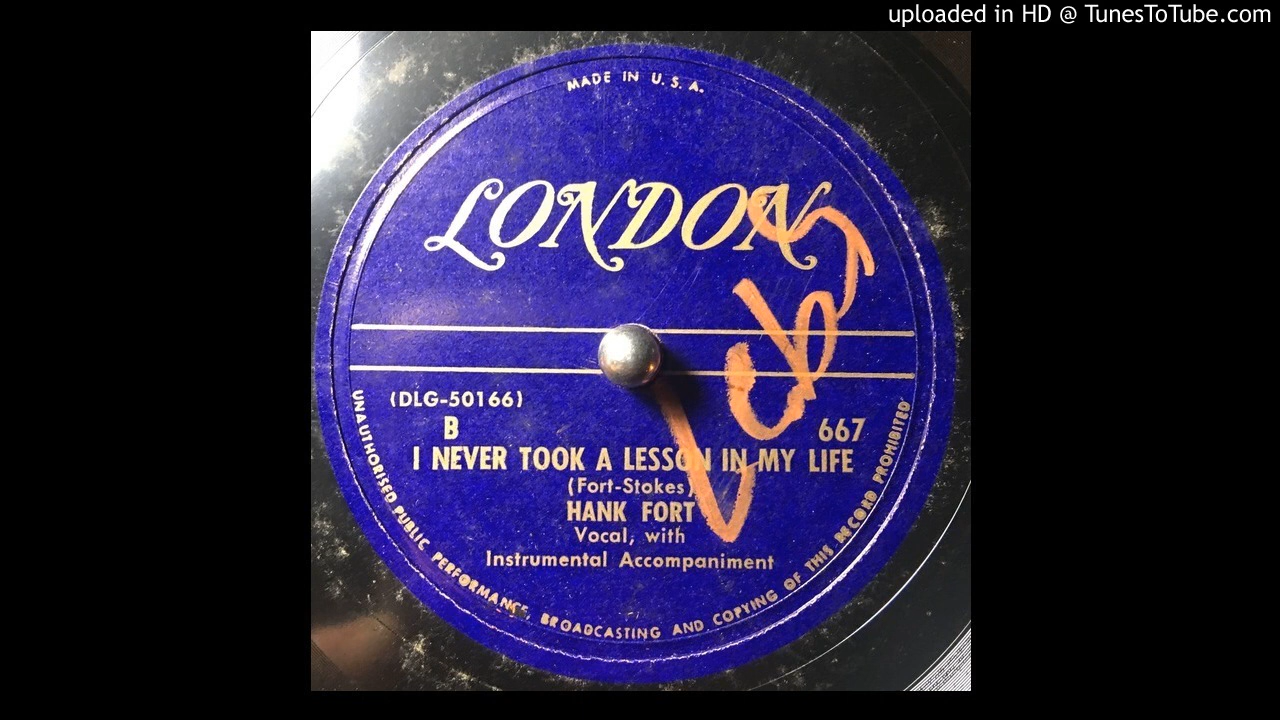 uploaded in HD @ TunesToTube.com
MADE IN U.S.A.
LONDON
(DLG-50166)
B 667
I NEVER TOOK A LESSON IN MY LIFE
(Fort-Stokes)
HANK FORT
Vocal, with
Instrumental Accompaniment
UNAUTHORISED PUBLIC PERFORMANCE, BROADCASTING AND COPYING OF THIS RECORD PROHIBITED